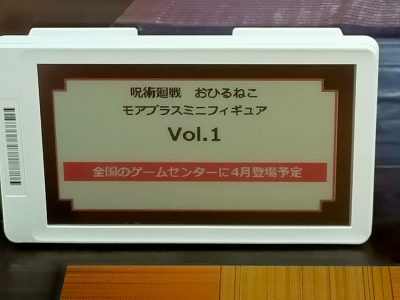 呪術廻戦　おひるねこ
モアプラスミニフィギュア
Vol.1
全国のゲームセンターに4月登場予定